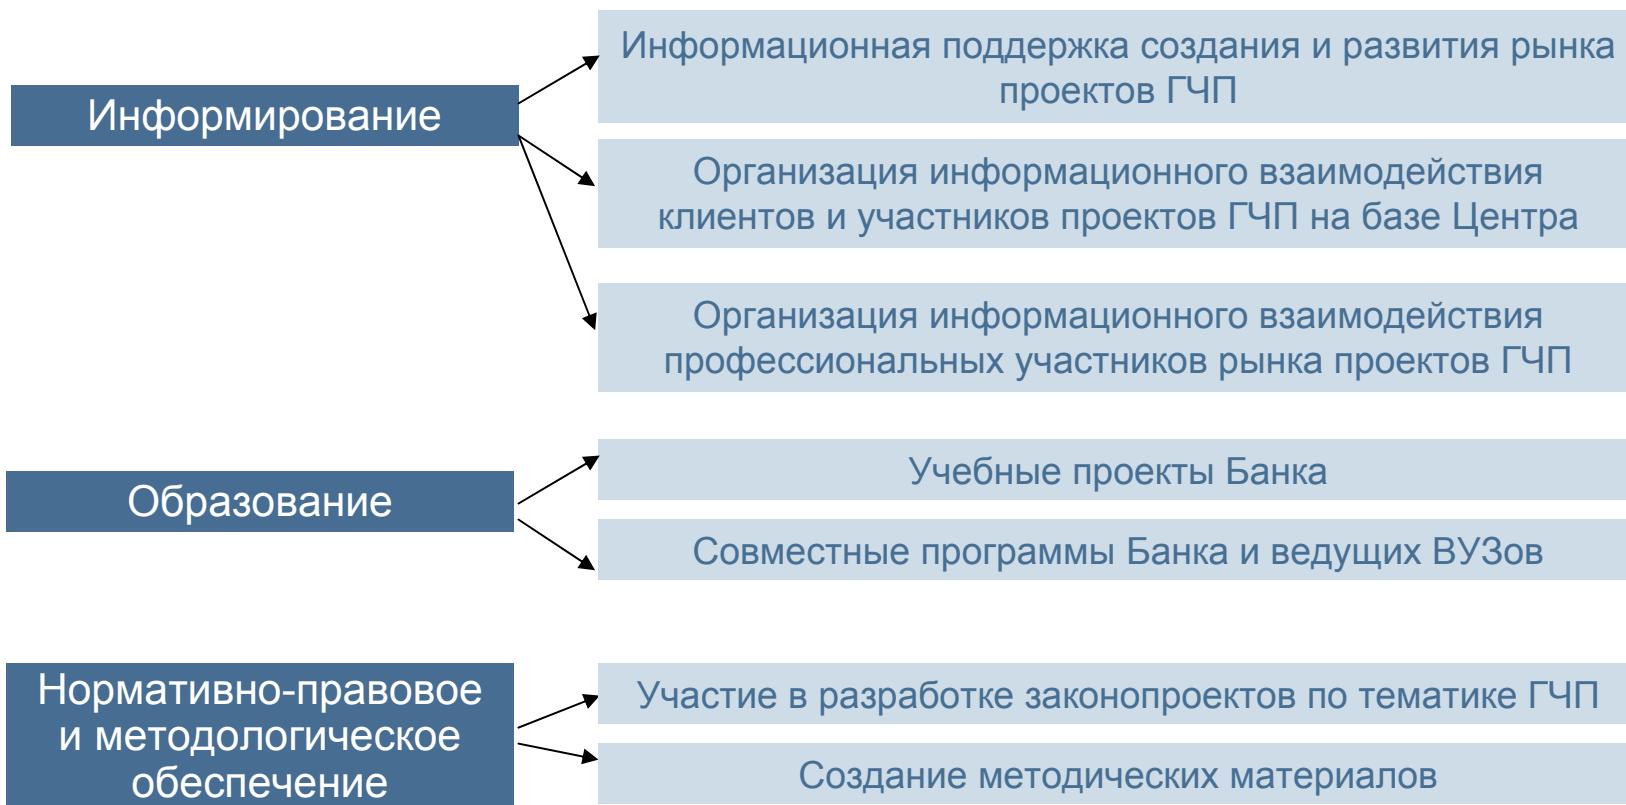 Информирование
Информационная поддержка создания и развития рынка
проектов ГЧП
Организация информационного взаимодействия
клиентов и участников проектов ГЧП на базе Центра
Организация информационного взаимодействия
профессиональных участников рынка проектов ГЧП
Образование
Учебные проекты Банка
Совместные программы Банка и ведущих ВУЗов
Нормативно-правовое
и методологическое
обеспечение
Участие в разработке законопроектов по тематике ГЧП
Создание методических материалов